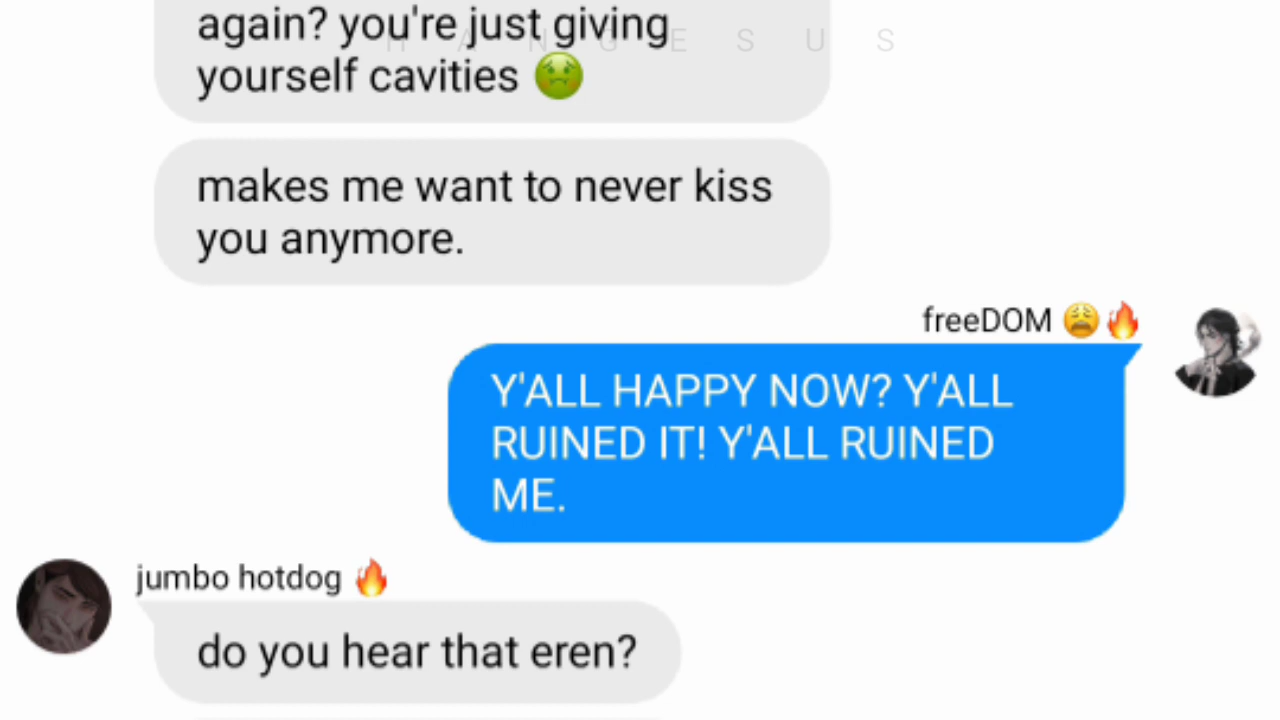 again? you're just giving
HANGESUS
yourself cavities 🤢
makes me want to never kiss
you anymore.
freeDOM 😩🔥
Y'ALL HAPPY NOW? Y'ALL
RUINED IT! Y'ALL RUINED
ME.
jumbo hotdog 🔥
do you hear that eren?